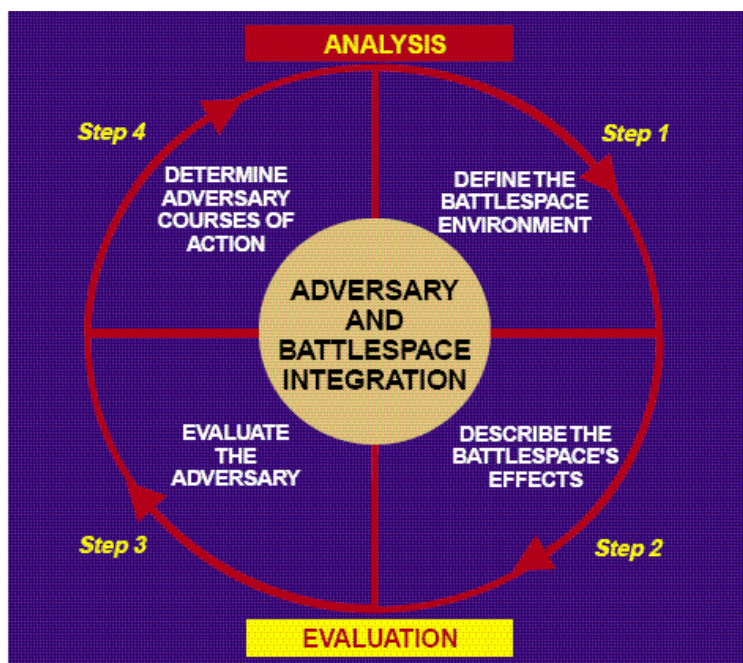 ANALYSIS
Step 4
Step 1
DETERMINE
ADVERSARY
COURSES OF
ACTION
DEFINE THE
BATTLESPACE
ENVIRONMENT
ADVERSARY
AND
BATTLESPACE
INTEGRATION
EVALUATE
THE
ADVERSARY
DESCRIBE THE
BATTLESPACE'S
EFFECTS
Step 3
Step 2
EVALUATION